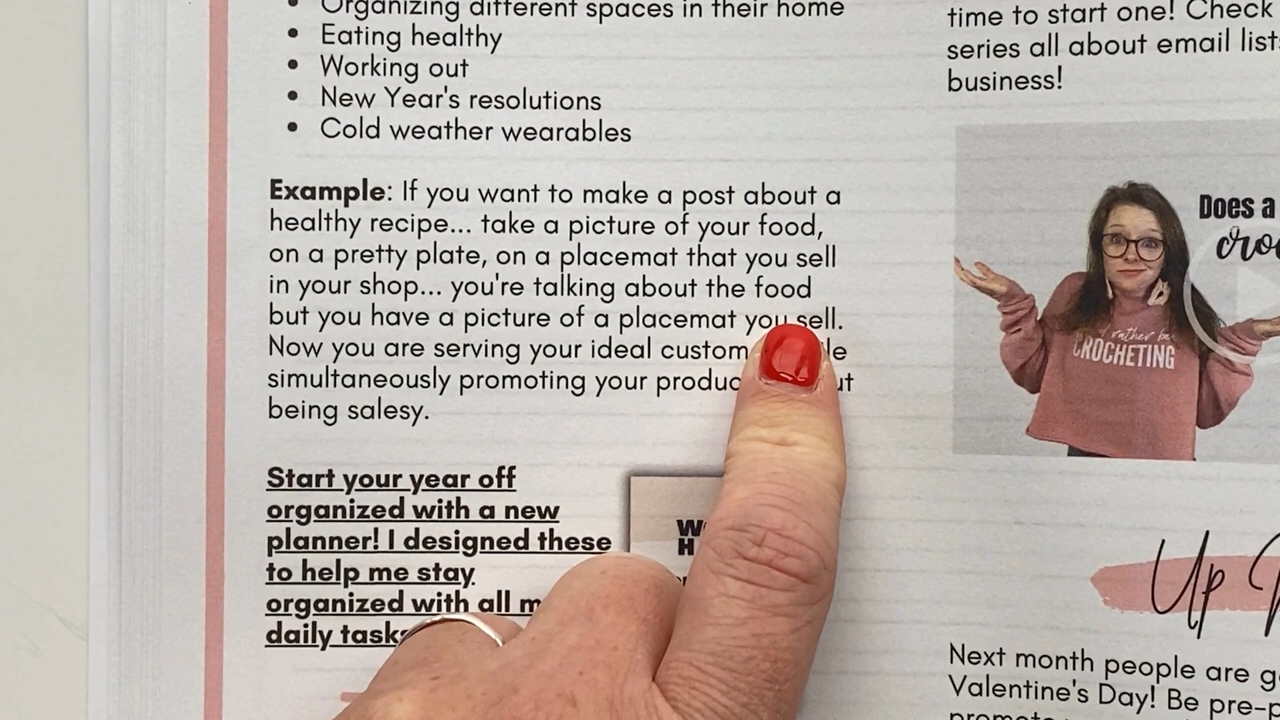 Organizing different spaces in their home
Eating healthy
Working out
New Year's resolutions
Cold weather wearables
Example: If you want to make a post about a
healthy recipe... take a picture of your food,
on a pretty plate, on a placemat that you sell
in your shop... you're talking about the food
but you have a picture of a placemat you sell.
Now you are serving your ideal
simultaneously promoting your
being salesy.
Start your year off
organized with a new
planner! I designed these
to help me stay
organized with all
daily
time to start one! Check
series all about email
business!
Does a
rather be
CROCHETING
Up
Next month people are
Valentine's Day! Be